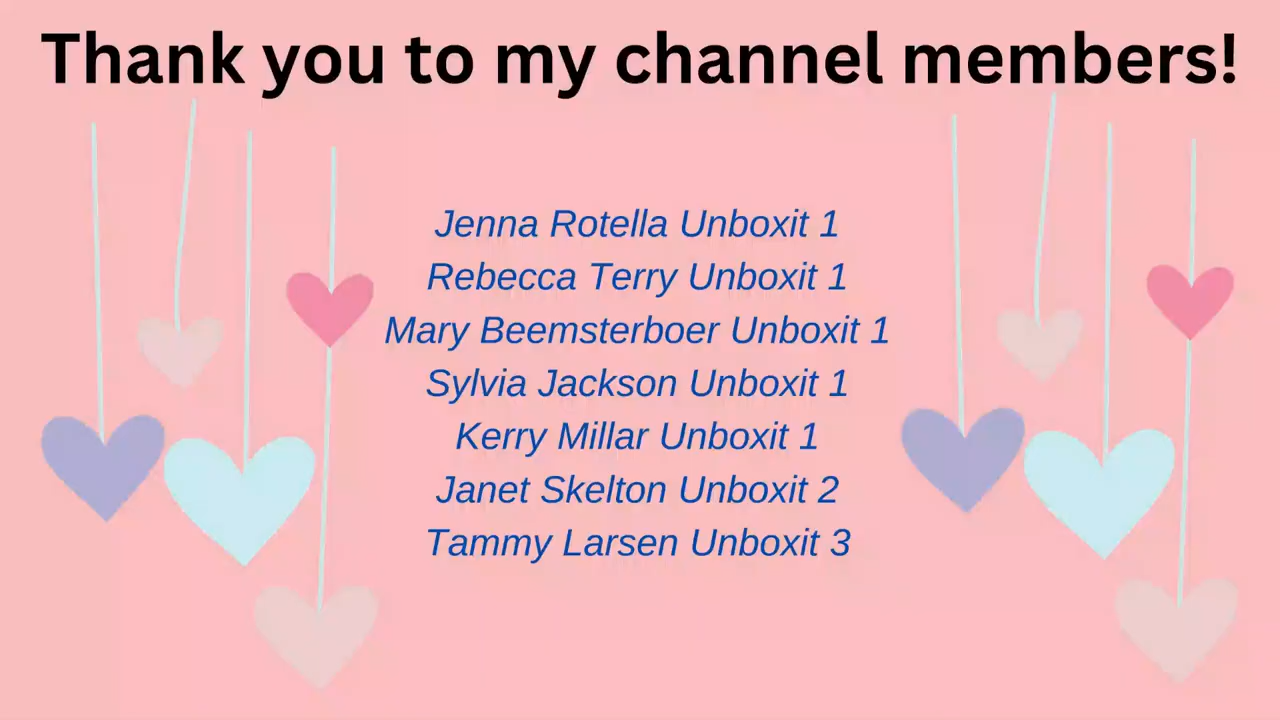 Thank you to my channel members!
Jenna Rotella Unboxit 1
Rebecca Terry Unboxit 1
Mary Beemsterboer Unboxit 1
Sylvia Jackson Unboxit 1
Kerry Millar Unboxit 1
Janet Skelton Unboxit 2
Tammy Larsen Unboxit 3